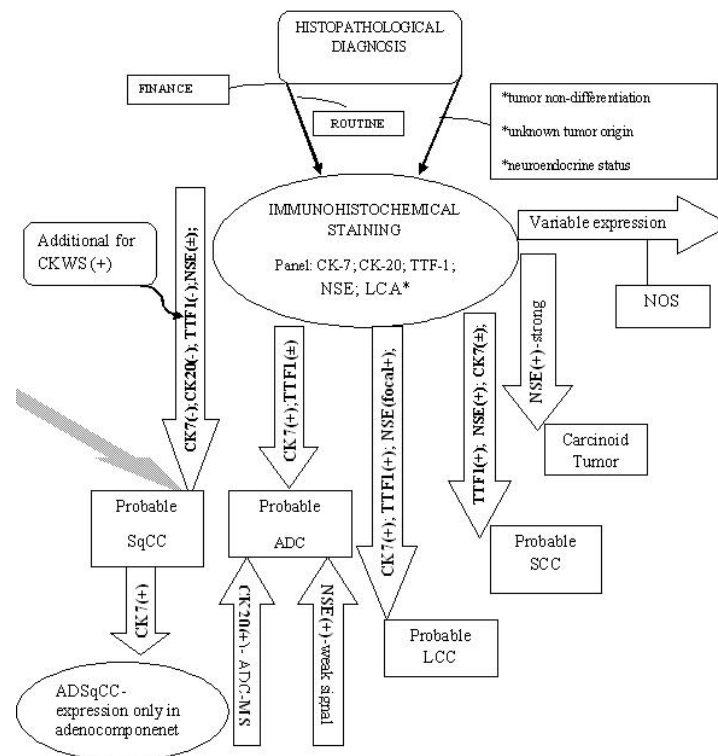 HISTOPATHOLOGICAL
DIAGNOSIS
FINANCE
ROUTINE
*tumor non-differentiation
*unknown tumor origin
*neuroendocrine status
IMMUNOHISTOCHEMICAL
STAINING
Panel: CK-7; CK-20; TTF-1;
NSE; LCA*
Variable expression
NOS
Additional for
CKWS (+)
CK7(-); CK20(-); TTF1(-); NSE(±);
CK7(+); TTF1(±)
CK7(+); TTF1(+); NSE(focal+);
TTF1(+); NSE(+); CK7(±);
NSE(+)-strong
Carcinoid
Tumor
Probable
SqCC
Probable
ADC
Probable
SCC
Probable
LCC
CK7(+)
CK20(+)- ADC-MS
NSE(+)-weak signal
ADSqCC-
expression only in
adenocomponenet